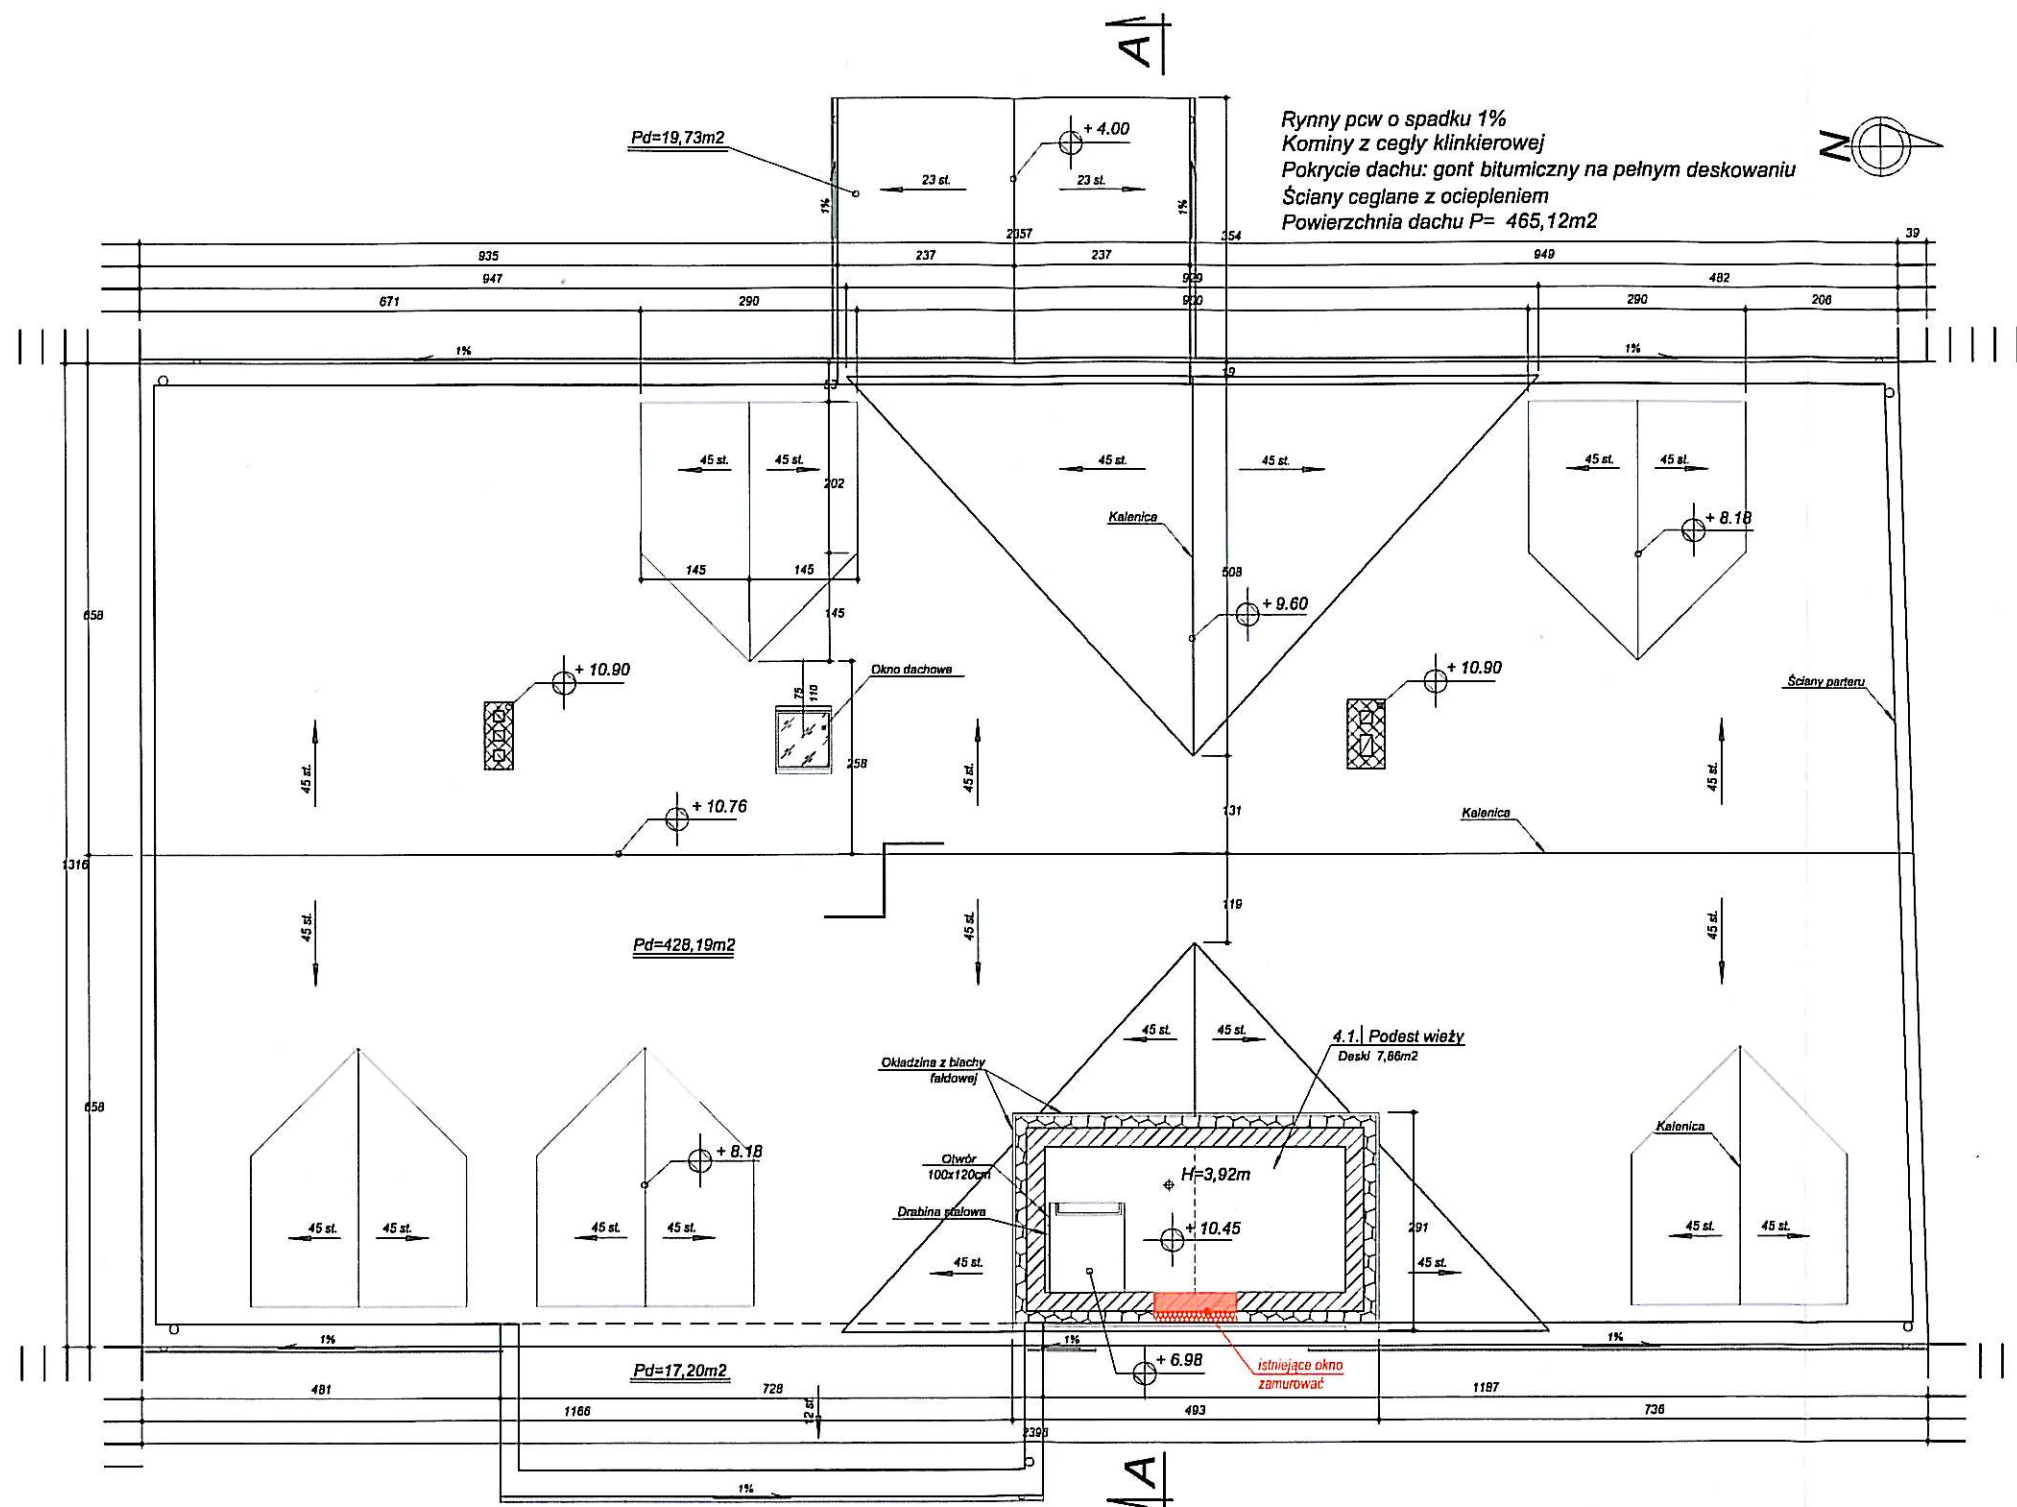 A
Rynny pcw o spadku 1%
Kominy z cegły klinkierowej
Pokrycie dachu: gont bitumiczny na pełnym deskowaniu
Ściany ceglane z ociepleniem
Powierzchnia dachu P= 465,12m2
N
Pd=19,73m2
+ 4.00
23 st.
23 st.
1%
1%
2357
354
39
935
237
237
949
947
929
482
671
290
900
290
206
1%
1%
19
45 st.
45 st.
45 st.
45 st.
45 st.
45 st.
202
Kalenica
+ 8.18
145
145
508
658
145
+ 9.60
+ 10.90
75
110
Okno dachowe
+ 10.90
Ściany parteru
45 st.
258
45 st.
45 st.
+ 10.76
131
Kalenica
1316
45 st.
119
45 st.
45 st.
Pd=428,19m2
45 st.
45 st.
4.1. Podest wieży
Deski 7,86m2
Okładzina z blachy
fałdowej
658
Kalenica
+ 8.18
Otwór
100x120cm
H=3,92m
Drabina stalowa
+ 10.45
291
45 st.
45 st.
45 st.
45 st.
45 st.
45 st.
45 st.
45 st.
1%
1%
1%
Pd=17,20m2
+ 6.98
istniejące okno
zamurować
481
728
1187
1166
12 st.
493
736
2396
1%
A